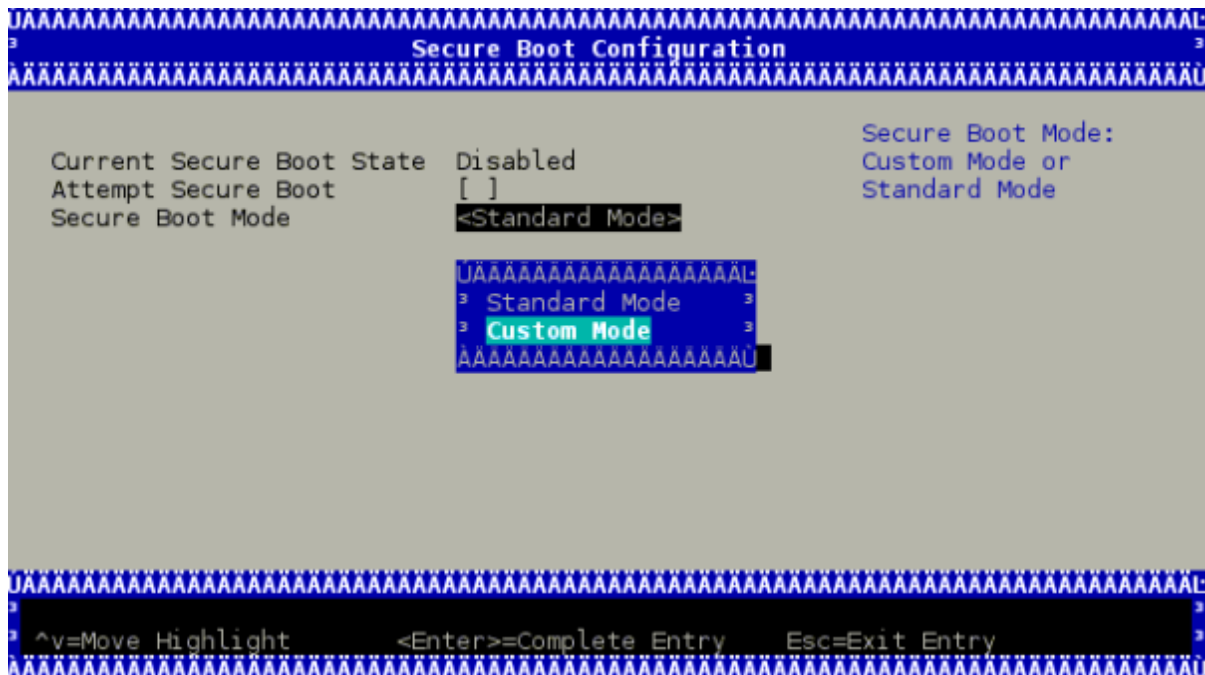 Secure Boot Configuration
Secure Boot Mode:
Current Secure Boot State Disabled Custom Mode or
Attempt Secure Boot [ ] Standard Mode
Secure Boot Mode <Standard Mode>
Standard Mode
Custom Mode
^v=Move Highlight <Enter>=Complete Entry Esc=Exit Entry